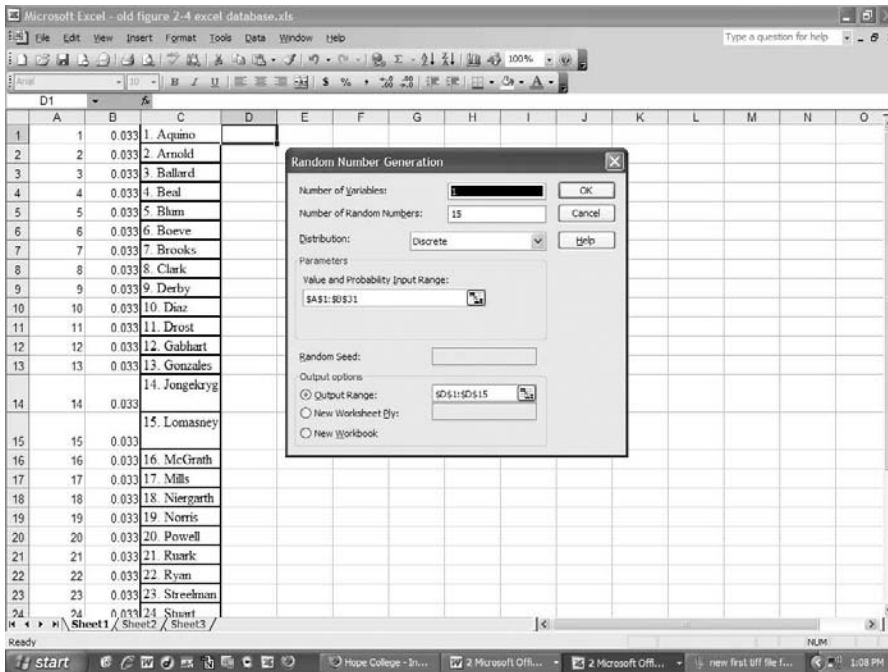 Microsoft Excel - old figure 2-4 excel database.xls
File Edit View Insert Format Tools Data Window Help
Type a question for help
100%
Arial 10 B I U $ % ,
D1 fx
A B C D E F G H I J K L M N O
1 1 0.033 1. Aquino
2 2 0.033 2. Arnold
3 3 0.033 3. Ballard
4 4 0.033 4. Beal
5 5 0.033 5. Blum
6 6 0.033 6. Boeve
7 7 0.033 7. Brooks
8 8 0.033 8. Clark
9 9 0.033 9. Derby
10 10 0.033 10. Diaz
11 11 0.033 11. Drost
12 12 0.033 12. Gabhart
13 13 0.033 13. Gonzales
14 14 0.033 14. Jongekryg
15 15 0.033 15. Lomasney
16 16 0.033 16. McGrath
17 17 0.033 17. Mills
18 18 0.033 18. Niergarth
19 19 0.033 19. Norris
20 20 0.033 20. Powell
21 21 0.033 21. Ruark
22 22 0.033 22. Ryan
23 23 0.033 23. Streelman
24 24 0.033 24. Stuart
Random Number Generation
Number of Variables: 1
OK
Number of Random Numbers: 15
Cancel
Distribution: Discrete
Help
Parameters
Value and Probability Input Range:
$A$1:$B$31
Random Seed:
Output options
Output Range: $D$1:$D$15
New Worksheet Ply:
New Workbook
Sheet1 Sheet2 Sheet3
Ready
NUM
start
Hope College - In...
2 Microsoft Offi...
2 Microsoft Offi...
new first tiff file f...
1:08 PM